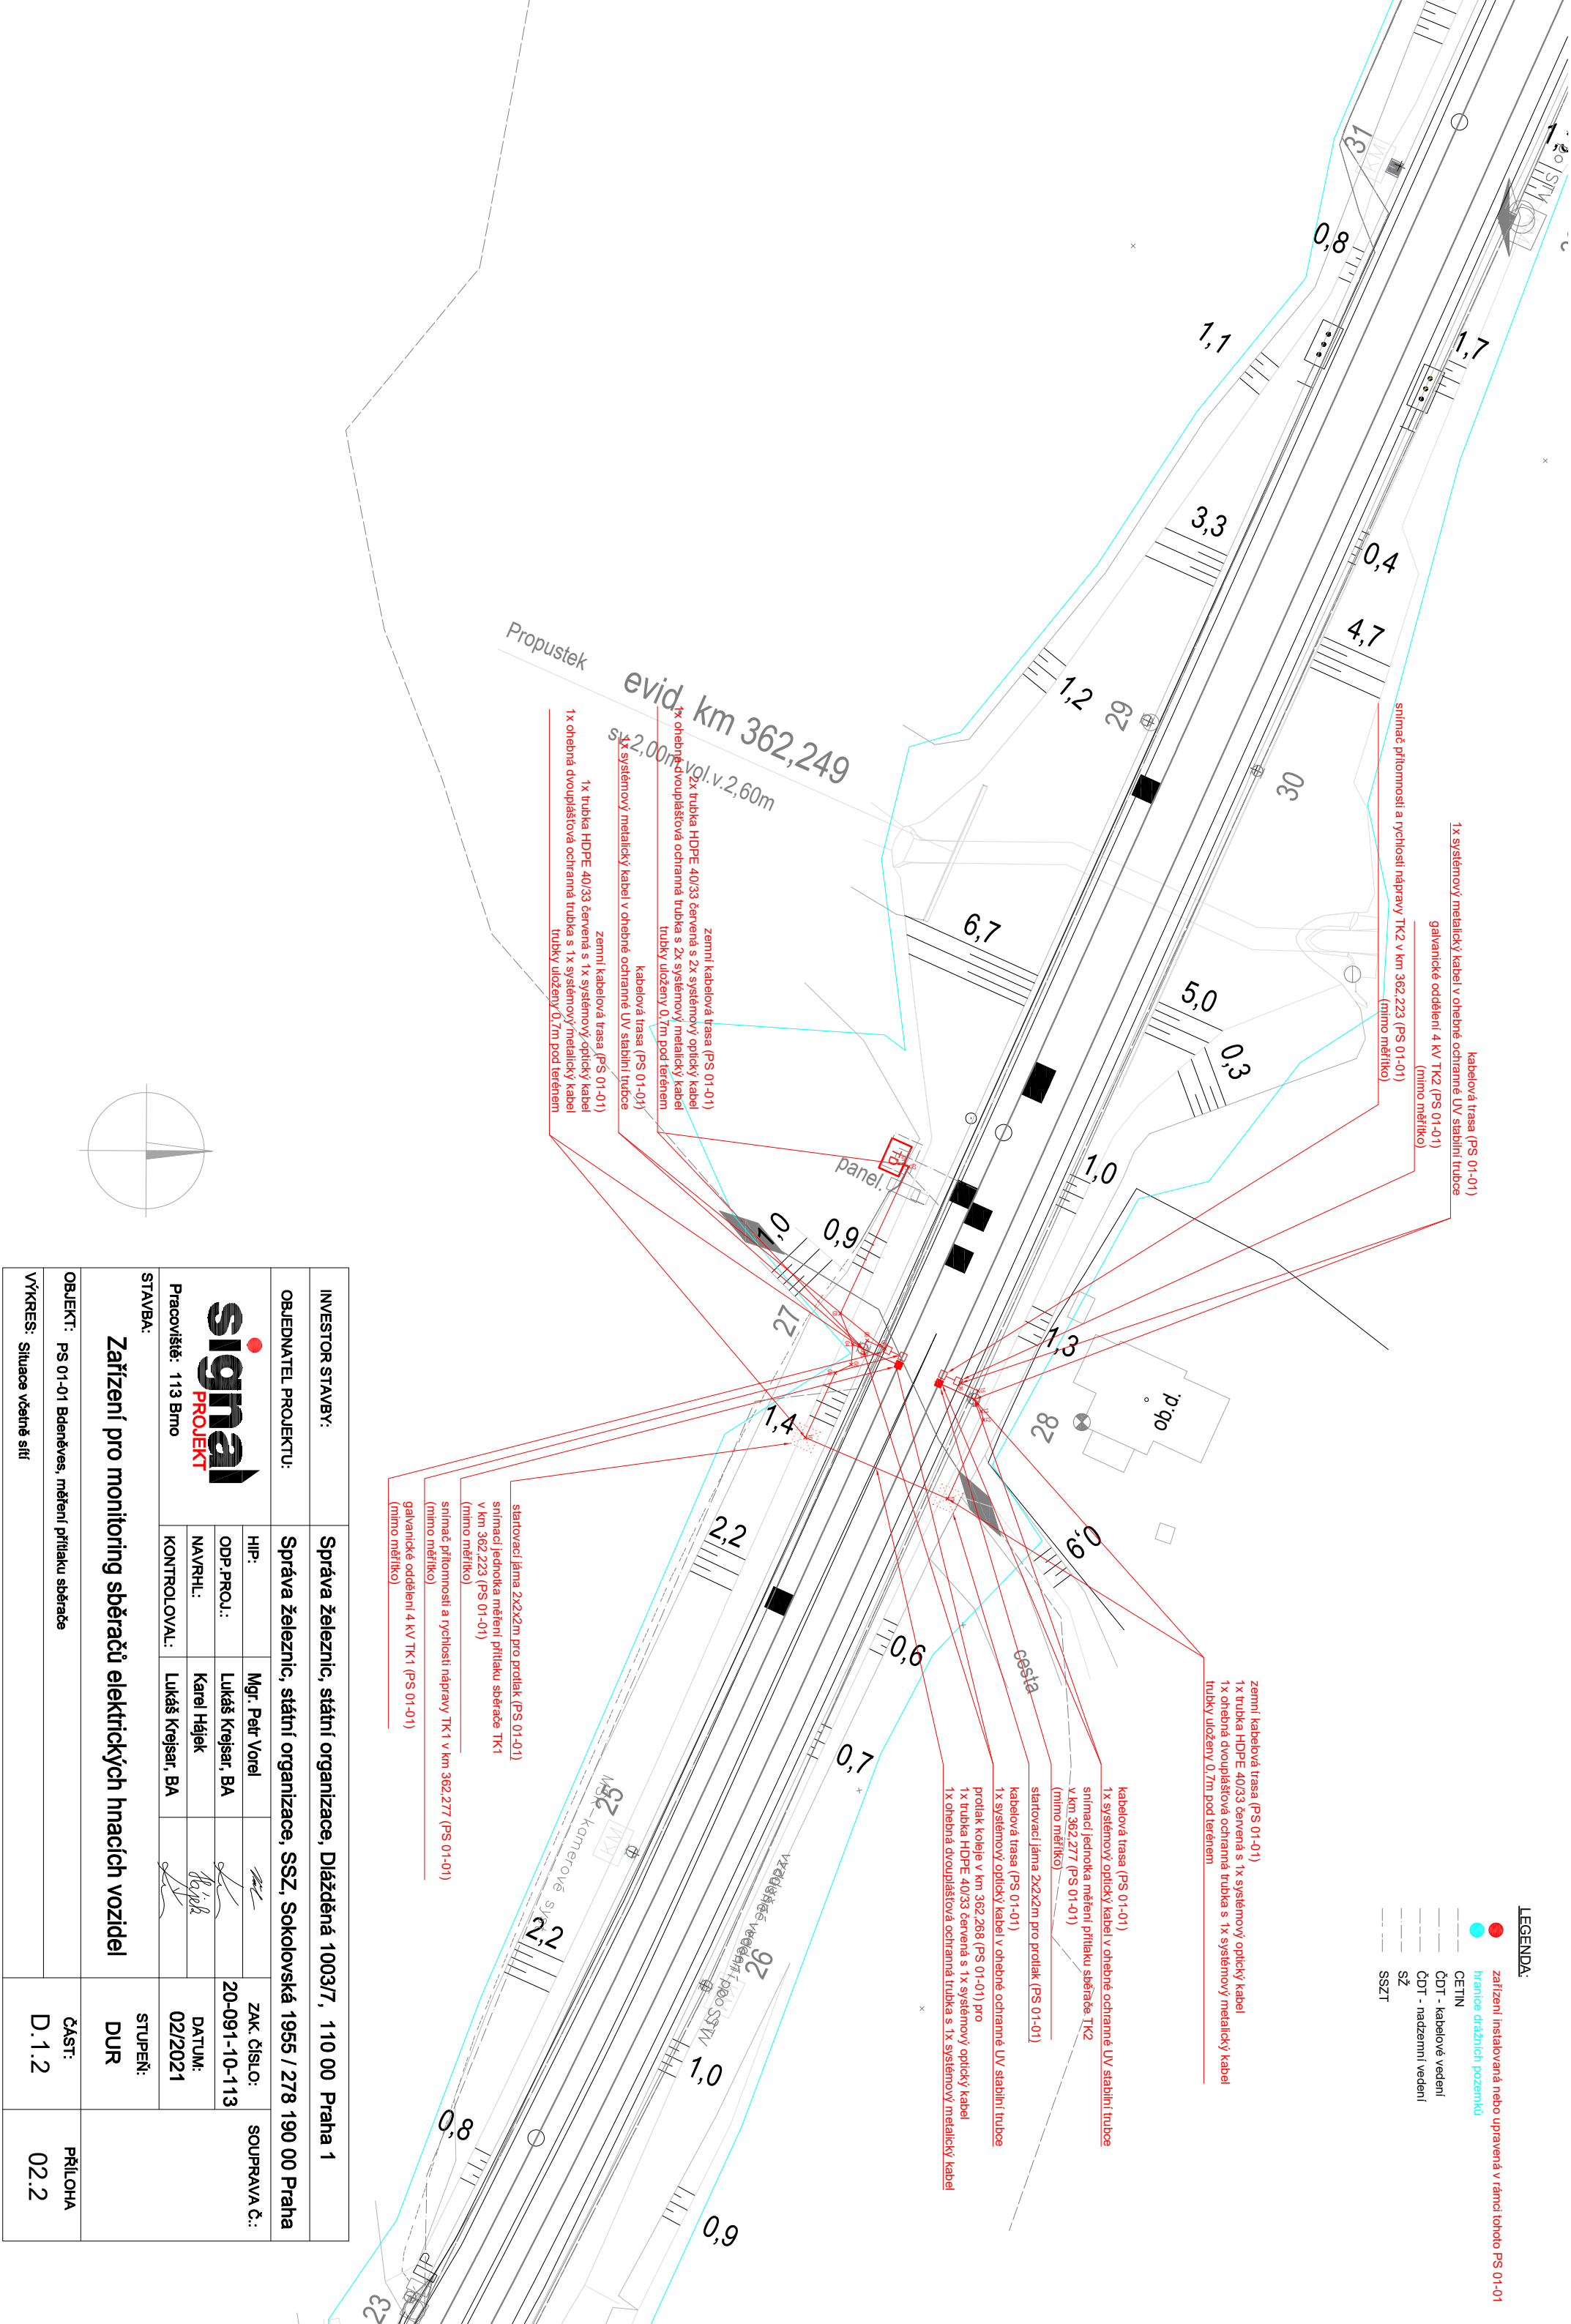 LEGENDA:
zařízení instalovaná nebo upravená v rámci tohoto PS 01-01
hranice drážních pozemků
CETIN
ČDT - kabelové vedení
ČDT - nadzemní vedení
SŽ
SSZT
kabelová trasa (PS 01-01)
1x systémový metalický kabel v ohebné ochranné UV stabilní trubce
galvanické oddělení 4 kV TK2 (PS 01-01)
(mimo měřítko)
snímač přítomnosti a rychlosti nápravy TK2 v km 362,223 (PS 01-01)
(mimo měřítko)
zemní kabelová trasa (PS 01-01)
1x trubka HDPE 40/33 červená s 1x systémový optický kabel
1x ohebná dvouplášťová ochranná trubka s 1x systémový metalický kabel
trubky uloženy 0,7m pod terénem
kabelová trasa (PS 01-01)
1x systémový optický kabel v ohebné ochranné UV stabilní trubce
snímací jednotka měření přítlaku sběrače TK2
v km 362,277 (PS 01-01)
(mimo měřítko)
startovací jáma 2x2x2m pro protlak (PS 01-01)
kabelová trasa (PS 01-01)
1x systémový optický kabel v ohebné ochranné UV stabilní trubce
protlak koleje v km 362,268 (PS 01-01) pro
1x trubka HDPE 40/33 červená s 1x systémový optický kabel
1x ohebná dvouplášťová ochranná trubka s 1x systémový metalický kabel
zemní kabelová trasa (PS 01-01)
2x trubka HDPE 40/33 červená s 2x systémový optický kabel
1x ohebná dvouplášťová ochranná trubka s 2x systémový metalický kabel
trubky uloženy 0,7m pod terénem
kabelová trasa (PS 01-01)
1x systémový metalický kabel v ohebné ochranné UV stabilní trubce
zemní kabelová trasa (PS 01-01)
1x trubka HDPE 40/33 červená s 1x systémový optický kabel
1x ohebná dvouplášťová ochranná trubka s 1x systémový metalický kabel
trubky uloženy 0,7m pod terénem
startovací jáma 2x2x2m pro protlak (PS 01-01)
snímací jednotka měření přítlaku sběrače TK1
v km 362,223 (PS 01-01)
(mimo měřítko)
snímač přítomnosti a rychlosti nápravy TK1 v km 362,277 (PS 01-01)
(mimo měřítko)
galvanické oddělení 4 kV TK1 (PS 01-01)
(mimo měřítko)
Propustek
evid. km 362,249
sv.2,00m,vol.v.2,60m
31
0,8
1,1
1,7
STM
3,3
0,4
4,7
1,2
29
30
6,7
5,0
0,3
1,0
panel.
1,0
0,9
27
1,3
28
ob.d.
1,4
2,2
0,6
cesta
0,7
25
26
2,2
1,0
0,8
0,9
23
INVESTOR STAVBY:
Správa železnic, státní organizace, Dlážděná 1003/7, 110 00 Praha 1
OBJEDNATEL PROJEKTU:
Správa železnic, státní organizace, SSZ, Sokolovská 1955 / 278 190 00 Praha
signal
PROJEKT
Pracoviště: 113 Brno
HIP:
Mgr. Petr Vorel
ODP.PROJ.:
Lukáš Krejsar, BA
NAVRHL:
Karel Hájek
KONTROLOVAL:
Lukáš Krejsar, BA
ZAK. ČÍSLO:
20-091-10-113
DATUM:
02/2021
SOUPRAVA Č.:
STAVBA:
Zařízení pro monitoring sběračů elektrických hnacích vozidel
STUPEŇ:
DUR
OBJEKT: PS 01-01 Bdeněves, měření přítlaku sběrače
VÝKRES: Situace včetně sítí
ČÁST:
D.1.2
PŘÍLOHA
02.2